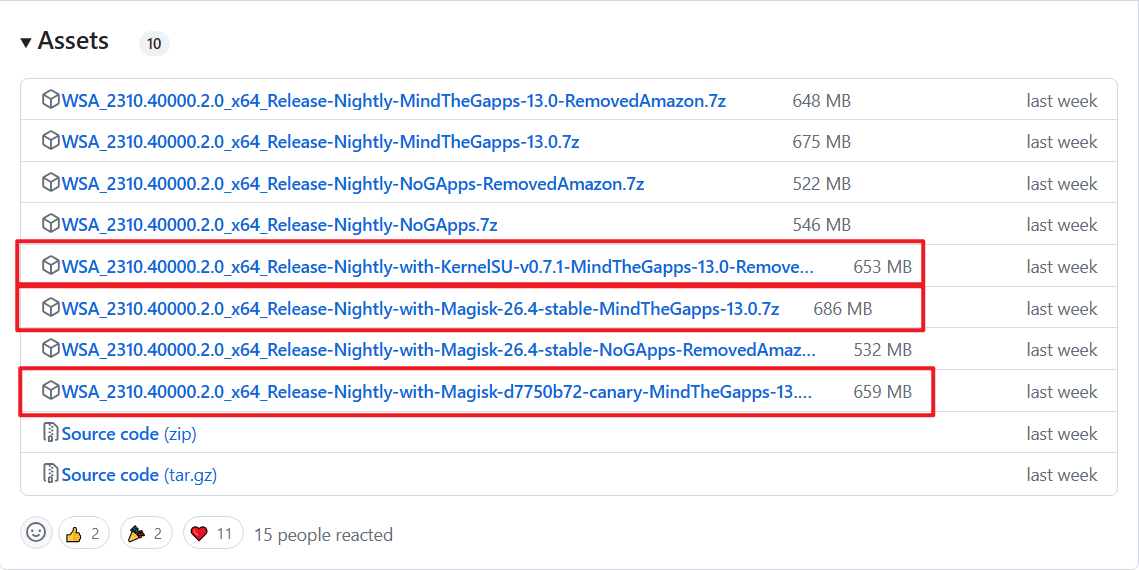 Assets 10
WSA_2310.40000.2.0_x64_Release-Nightly-MindTheGapps-13.0-RemovedAmazon.7z 648 MB last week
WSA_2310.40000.2.0_x64_Release-Nightly-MindTheGapps-13.0.7z 675 MB last week
WSA_2310.40000.2.0_x64_Release-Nightly-NoGApps-RemovedAmazon.7z 522 MB last week
WSA_2310.40000.2.0_x64_Release-Nightly-NoGApps.7z 546 MB last week
WSA_2310.40000.2.0_x64_Release-Nightly-with-KernelSU-v0.7.1-MindTheGapps-13.0-Remove... 653 MB last week
WSA_2310.40000.2.0_x64_Release-Nightly-with-Magisk-26.4-stable-MindTheGapps-13.0.7z 686 MB last week
WSA_2310.40000.2.0_x64_Release-Nightly-with-Magisk-26.4-stable-NoGApps-RemovedAmaz... 532 MB last week
WSA_2310.40000.2.0_x64_Release-Nightly-with-Magisk-d7750b72-canary-MindTheGapps-13.... 659 MB last week
Source code (zip) last week
Source code (tar.gz) last week
2 2 11 15 people reacted